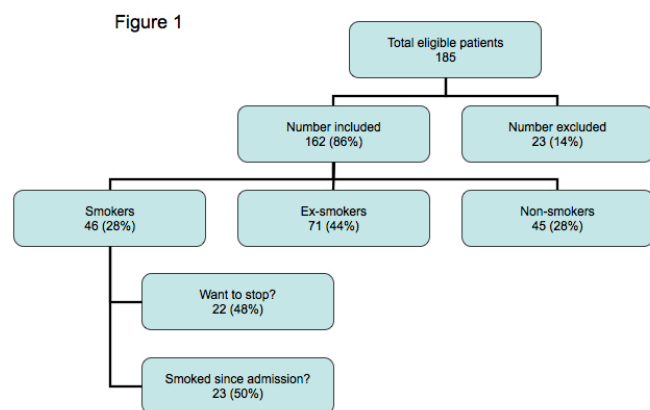 Figure 1
Total eligible patients
185
Number included
162 (86%)
Number excluded
23 (14%)
Smokers
46 (28%)
Ex-smokers
71 (44%)
Non-smokers
45 (28%)
Want to stop?
22 (48%)
Smoked since admission?
23 (50%)